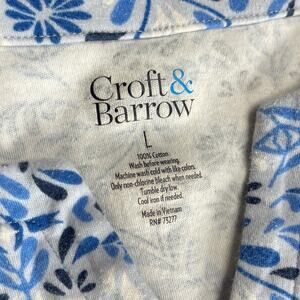 Croft&
Barrow
L
100% Cotton
Wash before wearing.
Machine wash cold with like colors.
Only non-chlorine bleach when needed.
Tumble dry low.
Cool iron if needed.
Made in Vietnam
RN# 73277